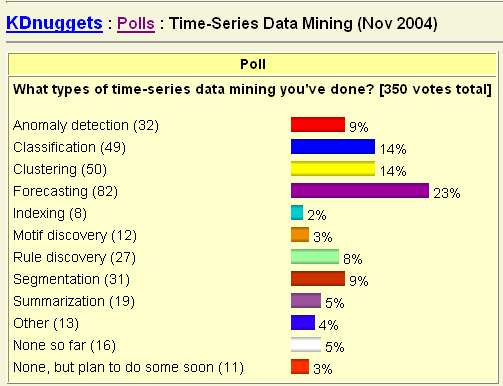 KDnuggets : Polls : Time-Series Data Mining (Nov 2004)
Poll
What types of time-series data mining you've done? [350 votes total]
Anomaly detection (32) 9%
Classification (49) 14%
Clustering (50) 14%
Forecasting (82) 23%
Indexing (8) 2%
Motif discovery (12) 3%
Rule discovery (27) 8%
Segmentation (31) 9%
Summarization (19) 5%
Other (13) 4%
None so far (16) 5%
None, but plan to do some soon (11) 3%